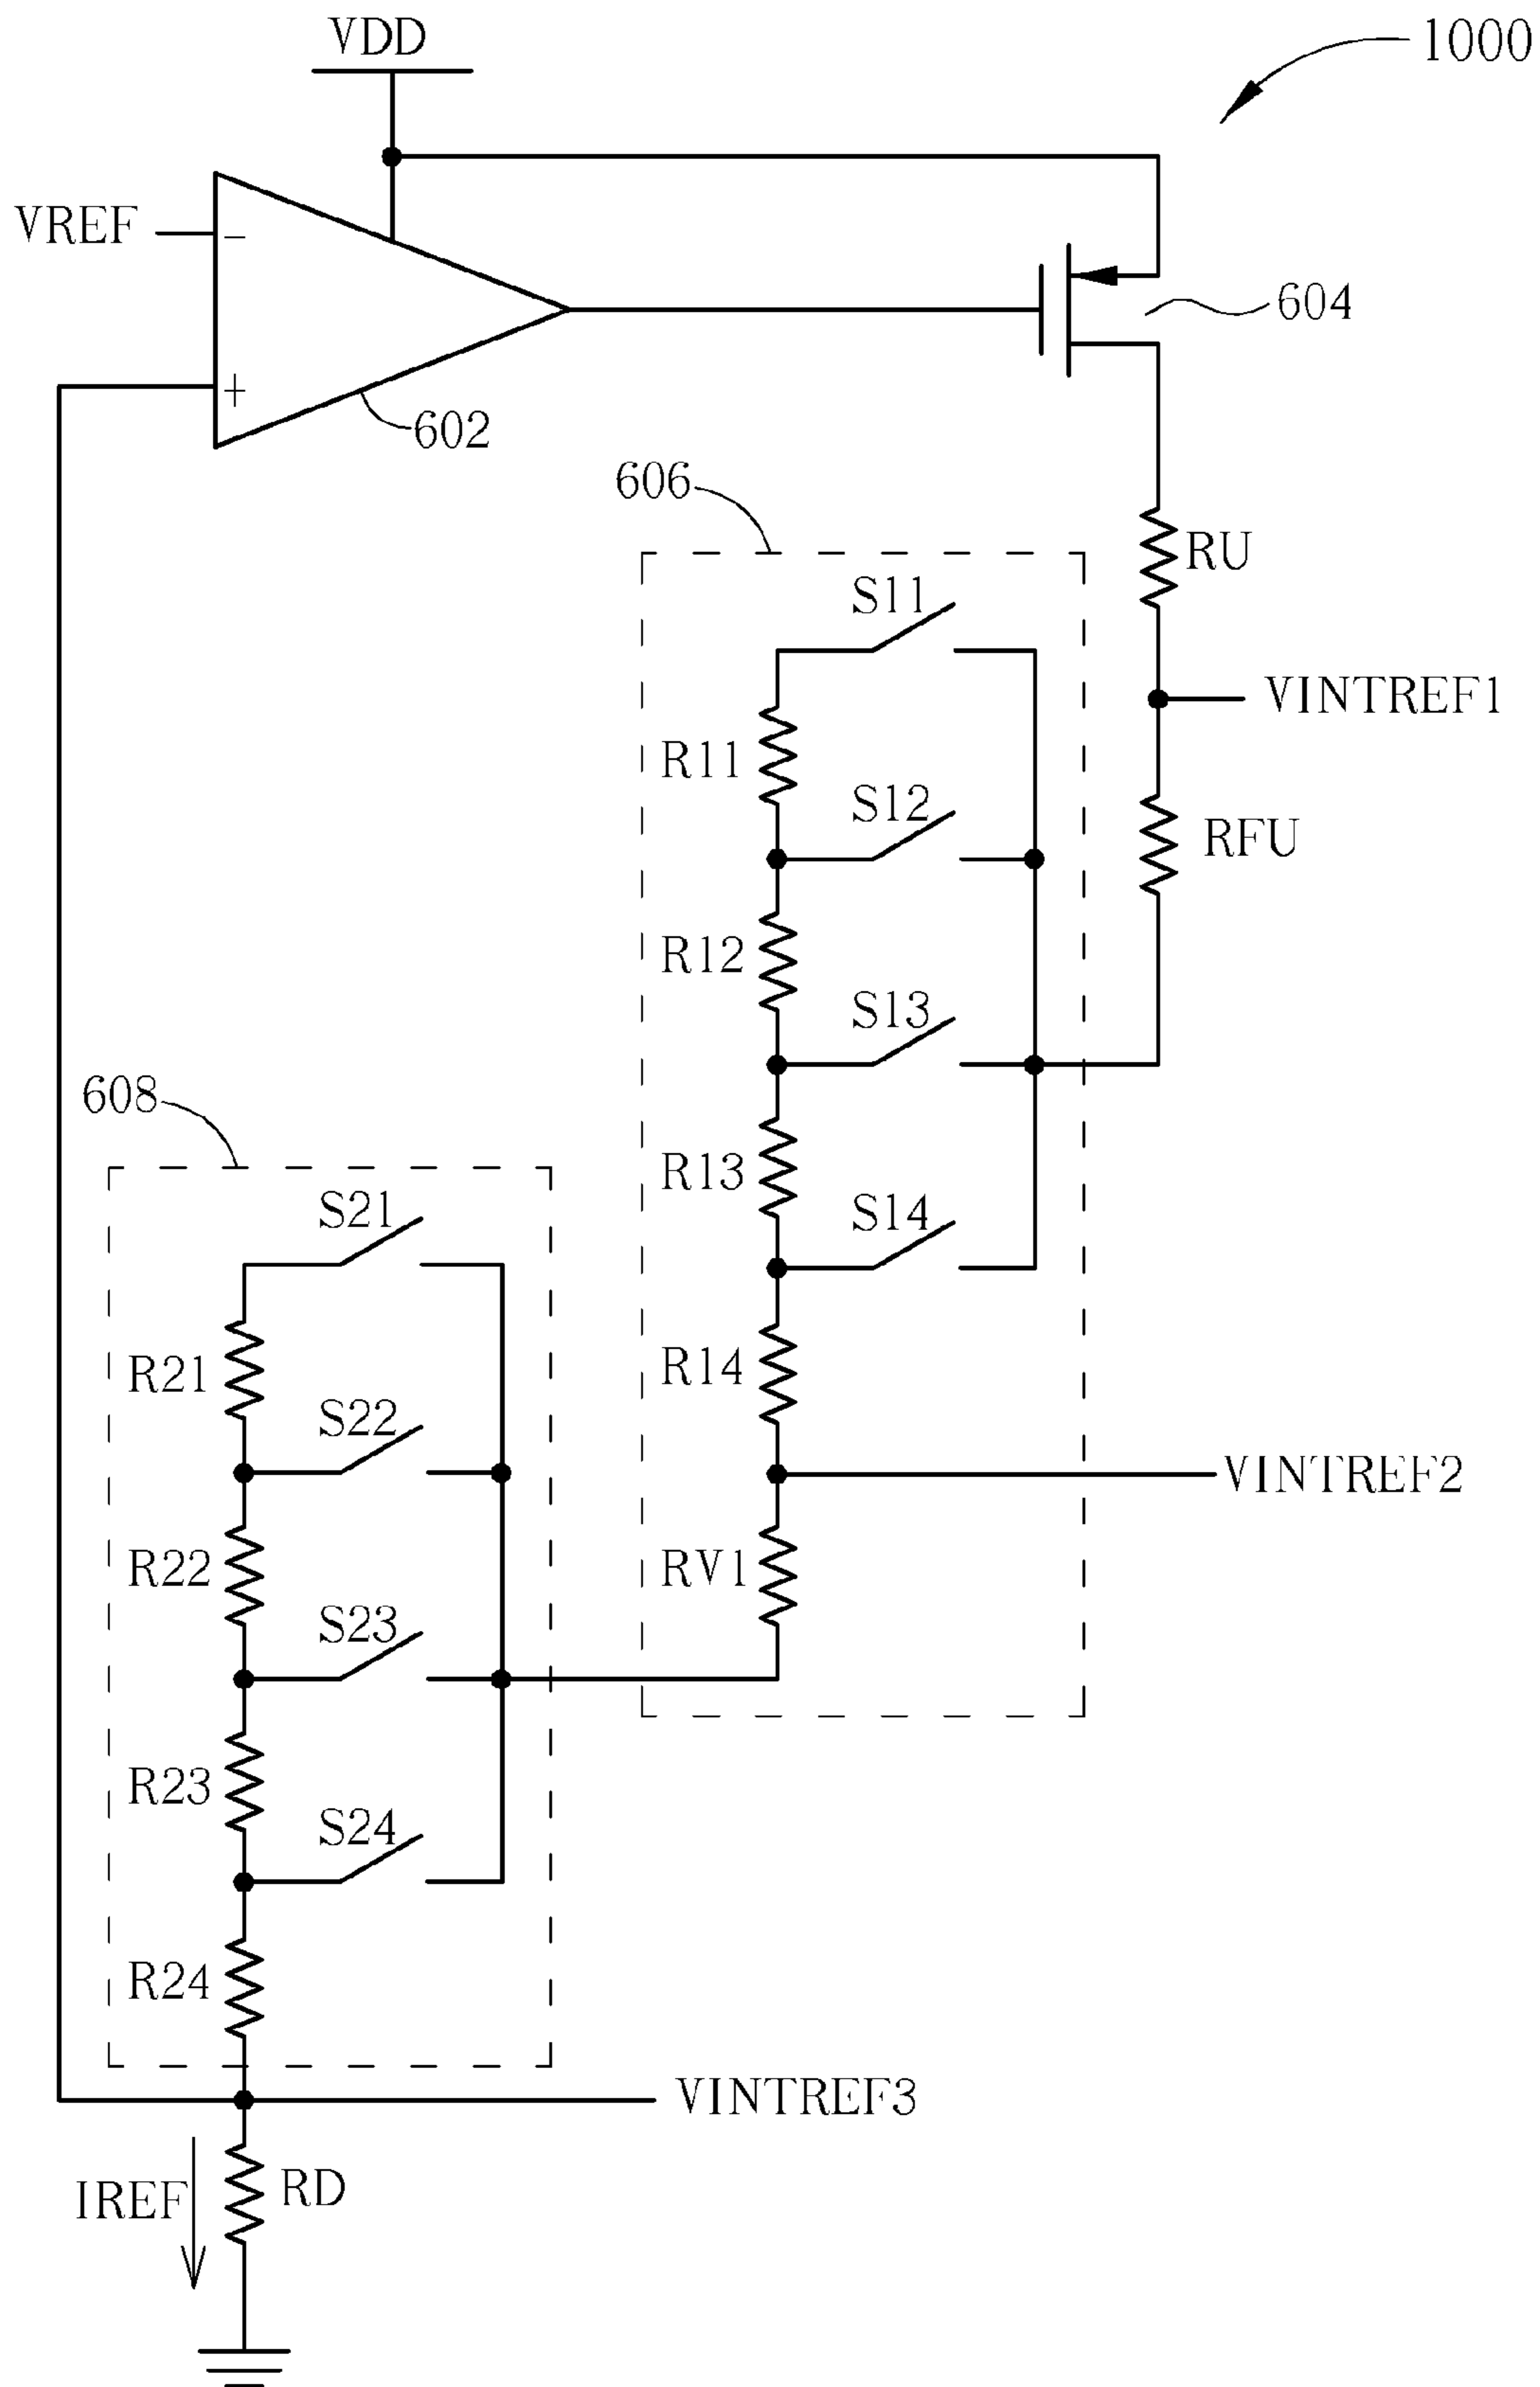 VDD
1000
VREF
−
604
+
602
606
RU
S11
VINTREF1
R11
S12
RFU
R12
S13
608
R13
S21
S14
R21
R14
S22
VINTREF2
R22
RV1
S23
R23
S24
R24
VINTREF3
IREF
RD